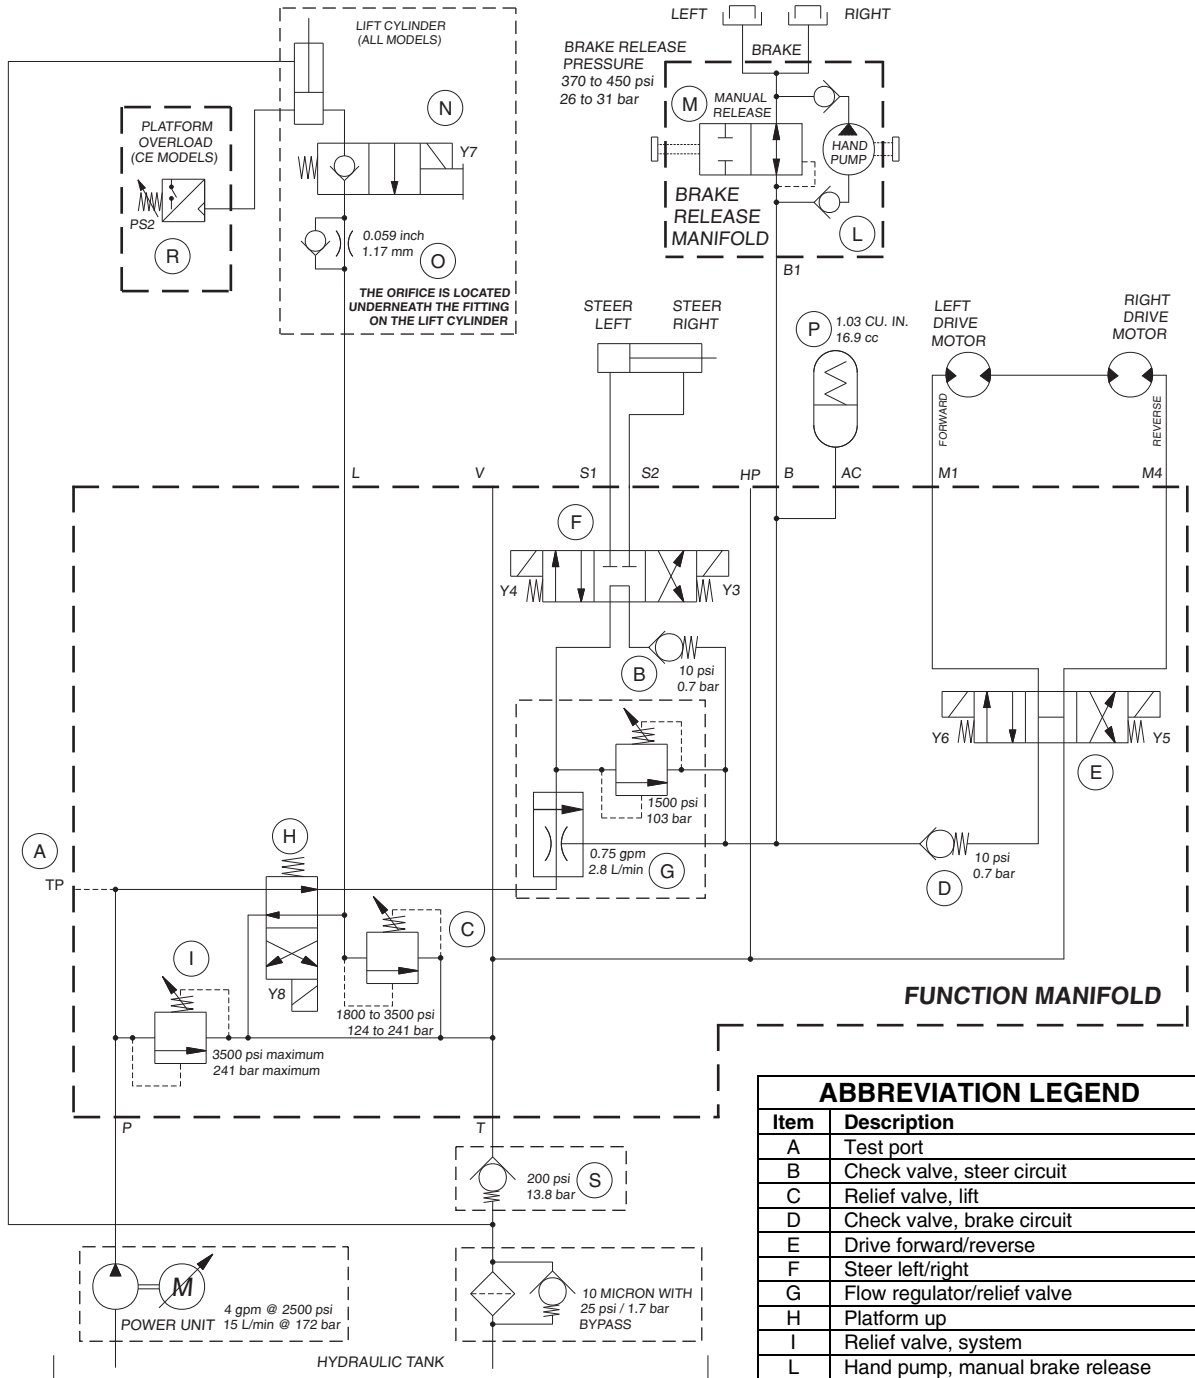 LEFT
RIGHT
BRAKE
LIFT CYLINDER
(ALL MODELS)
BRAKE RELEASE
PRESSURE
370 to 450 psi
26 to 31 bar
N
M
MANUAL
RELEASE
HAND
PUMP
PLATFORM
OVERLOAD
(CE MODELS)
Y7
PS2
R
BRAKE
RELEASE
MANIFOLD
L
0.059 inch
1.17 mm
O
B1
THE ORIFICE IS LOCATED
UNDERNEATH THE FITTING
ON THE LIFT CYLINDER
STEER
LEFT
STEER
RIGHT
P
1.03 CU. IN.
16.9 cc
LEFT
DRIVE
MOTOR
RIGHT
DRIVE
MOTOR
FORWARD
REVERSE
L
V
S1
S2
HP
B
AC
M1
M4
F
Y4
Y3
B
10 psi
0.7 bar
Y6
Y5
E
1500 psi
103 bar
0.75 gpm
2.8 L/min
G
10 psi
0.7 bar
D
A
TP
H
C
I
Y8
1800 to 3500 psi
124 to 241 bar
3500 psi maximum
241 bar maximum
FUNCTION MANIFOLD
P
T
200 psi
13.8 bar
S
M
4 gpm @ 2500 psi
15 L/min @ 172 bar
POWER UNIT
10 MICRON WITH
25 psi / 1.7 bar
BYPASS
HYDRAULIC TANK
ABBREVIATION LEGEND
Item Description
A Test port
B Check valve, steer circuit
C Relief valve, lift
D Check valve, brake circuit
E Drive forward/reverse
F Steer left/right
G Flow regulator/relief valve
H Platform up
I Relief valve, system
L Hand pump, manual brake release